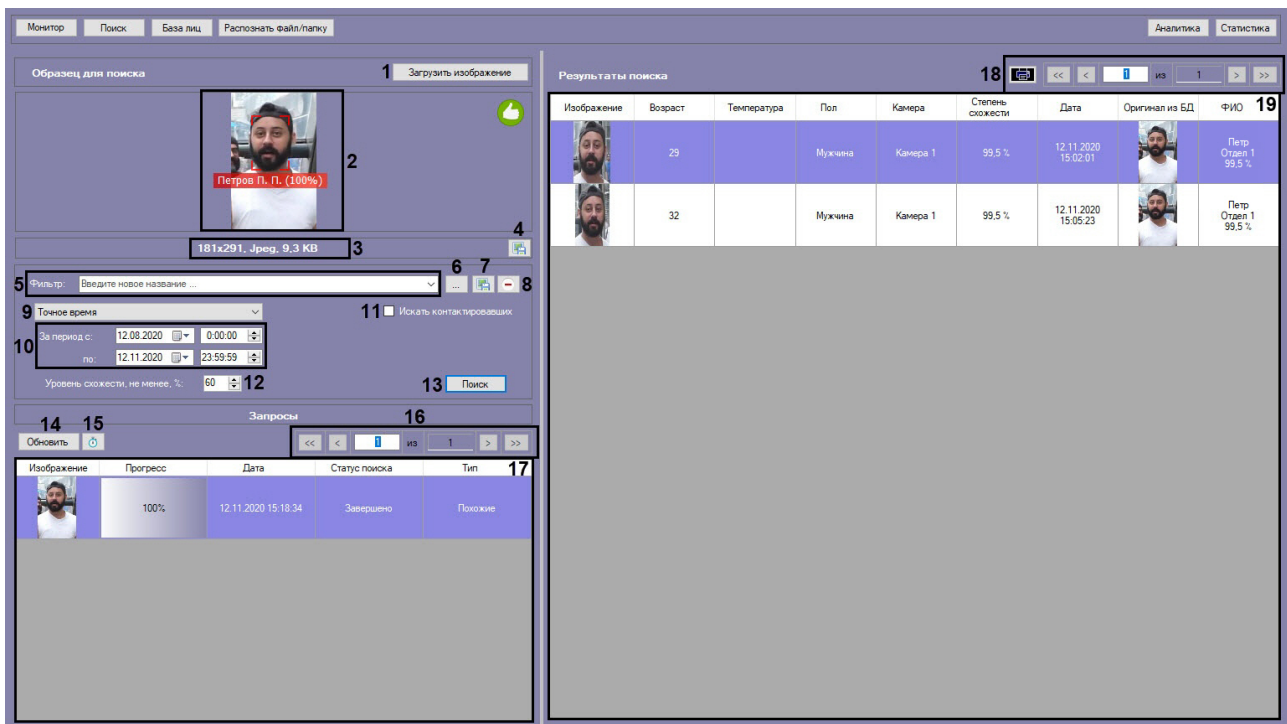 Монитор Поиск База лиц Распознать файл/папку Аналитика Статистика
Образец для поиска 1 Загрузить изображение
2
Петров П. П. (100%)
4
181x291, Jpeg, 9,3 KB 3
6 7
5 Фильтр: Введите новое название ... ... 8
9 Точное время 11 Искать контактировавших
10 За период с: 12.08.2020 0:00:00
по: 12.11.2020 23:59:59
Уровень схожести, не менее, %: 60 12 13 Поиск
Запросы 16
14 15
Обновить << < 1 из 1 > >>
Изображение Прогресс Дата Статус поиска Тип 17
100% 12.11.2020 15:18:34 Завершено Похожие
Результаты поиска 18 << < 1 из 1 > >>
Изображение Возраст Температура Пол Камера Степень схожести Дата Оригинал из БД ФИО 19
29 Мужчина Камера 1 99,5 % 12.11.2020 15:02:01 Петр Отдел 1 99,5 %
32 Мужчина Камера 1 99,5 % 12.11.2020 15:05:23 Петр Отдел 1 99,5 %